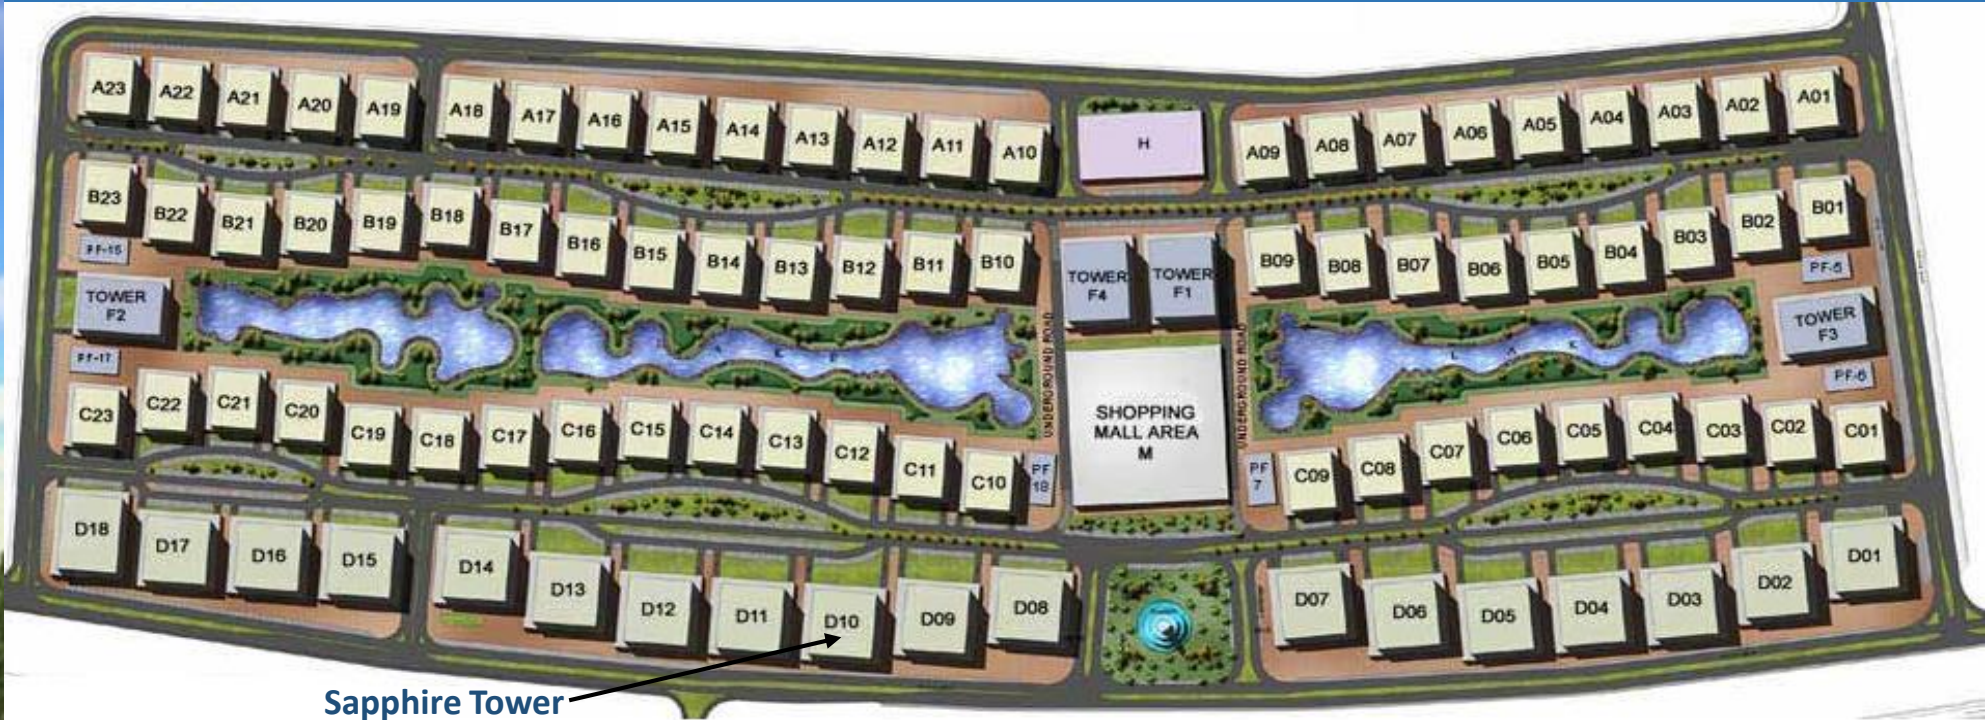 A23
A22
A21
A20
A19
A18
A17
A16
A15
A14
A13
A12
A11
A10
H
A09
A08
A07
A06
A05
A04
A03
A02
A01
B23
B22
B21
B20
B19
B18
B17
B16
B15
B14
B13
B12
B11
B10
B09
B08
B07
B06
B05
B04
B03
B02
B01
PF-5
TOWER
F2
PF-17
TOWER
F4
TOWER
F1
TOWER
F3
PF-6
L A K E
L A K
UNDERGROUND ROAD
UNDERGROUND ROAD
SHOPPING
MALL AREA
M
C23
C22
C21
C20
C19
C18
C17
C16
C15
C14
C13
C12
C11
C10
PF
18
PF
7
C09
C08
C07
C06
C05
C04
C03
C02
C01
D18
D17
D16
D15
D14
D13
D12
D11
D10
D09
D08
D07
D06
D05
D04
D03
D02
D01
Sapphire Tower